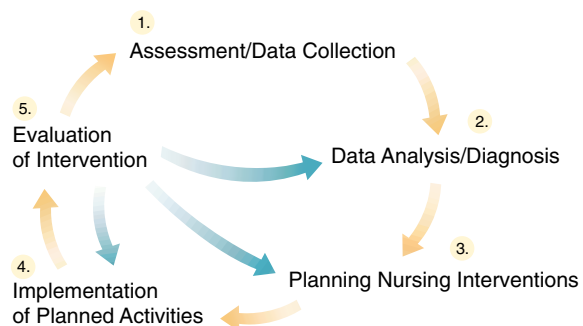 1.
Assessment/Data Collection
2.
Data Analysis/Diagnosis
3.
Planning Nursing Interventions
4.
Implementation
of Planned Activities
5.
Evaluation
of Intervention